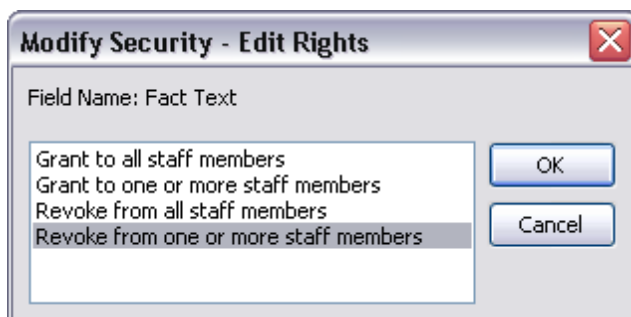 Modify Security - Edit Rights
Field Name: Fact Text
Grant to all staff members
Grant to one or more staff members
Revoke from all staff members
Revoke from one or more staff members
OK
Cancel